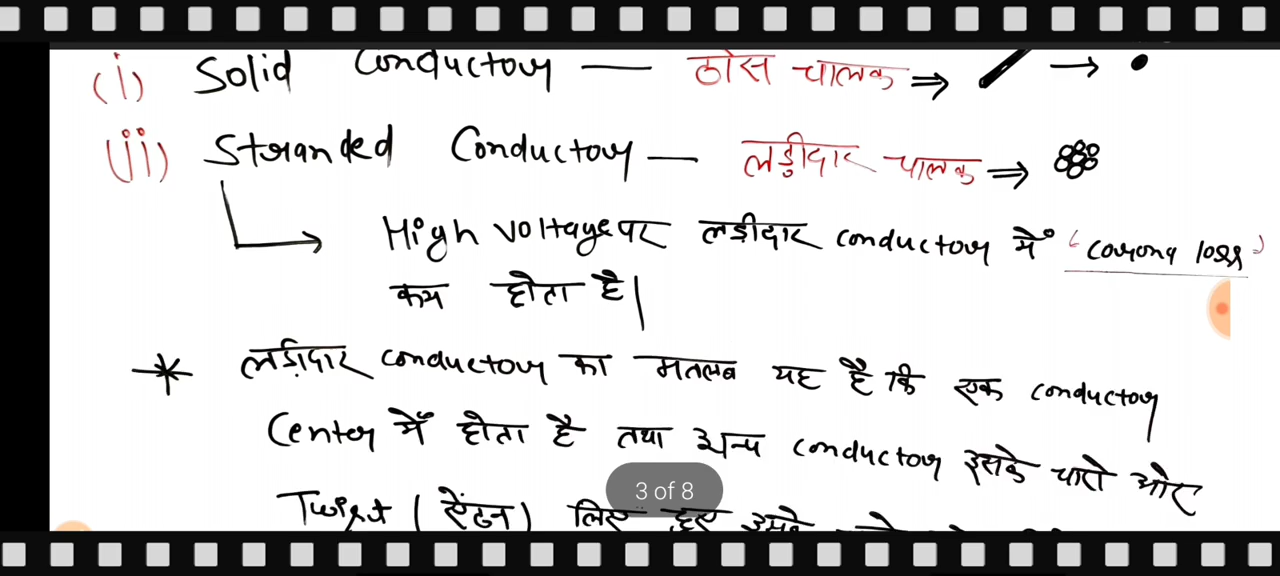 (i) Solid Conductor — ठोस चालक ⇒ →
(ii) Stranded Conductor — लड़ीदार चालक ⇒
High voltage पर लड़ीदार conductor में "corona loss"
कम होता है|
* लड़ीदार conductor का मतलब यह है कि एक conductor
Center में होता है तथा अन्य conductor इसके चारो ओर
3 of 8
Twist (ऐंठन) लिए हुए